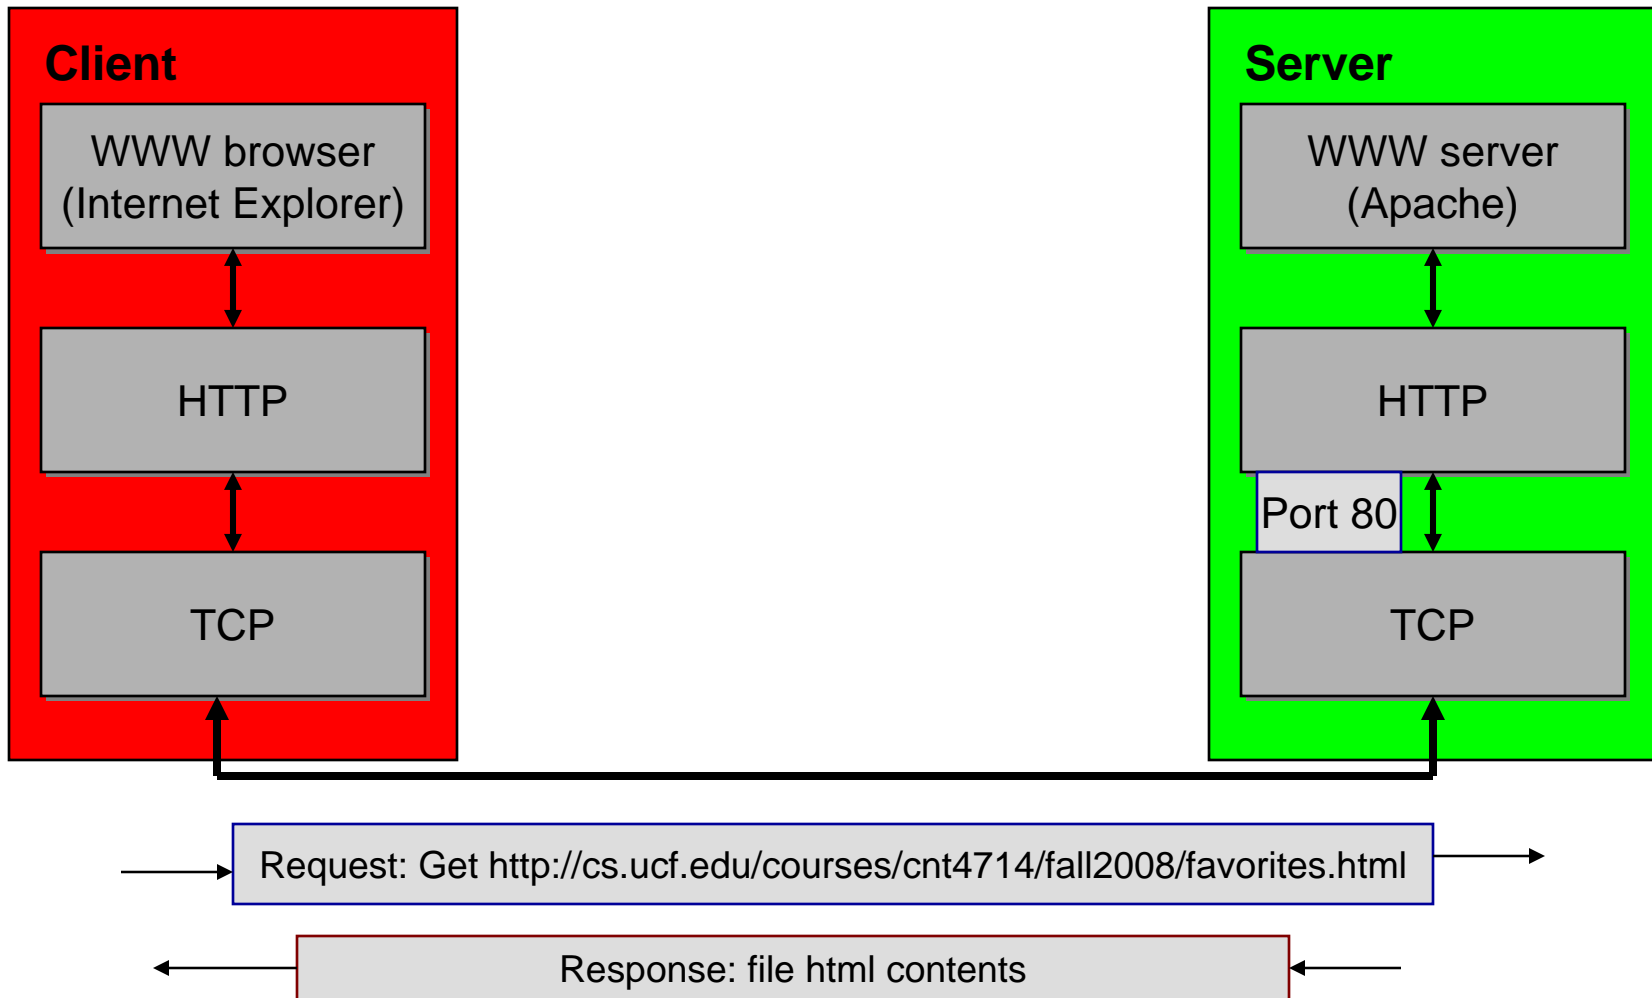 Client
WWW browser
(Internet Explorer)
HTTP
TCP
Server
WWW server
(Apache)
HTTP
Port 80
TCP
Request: Get http://cs.ucf.edu/courses/cnt4714/fall2008/favorites.html
Response: file html contents